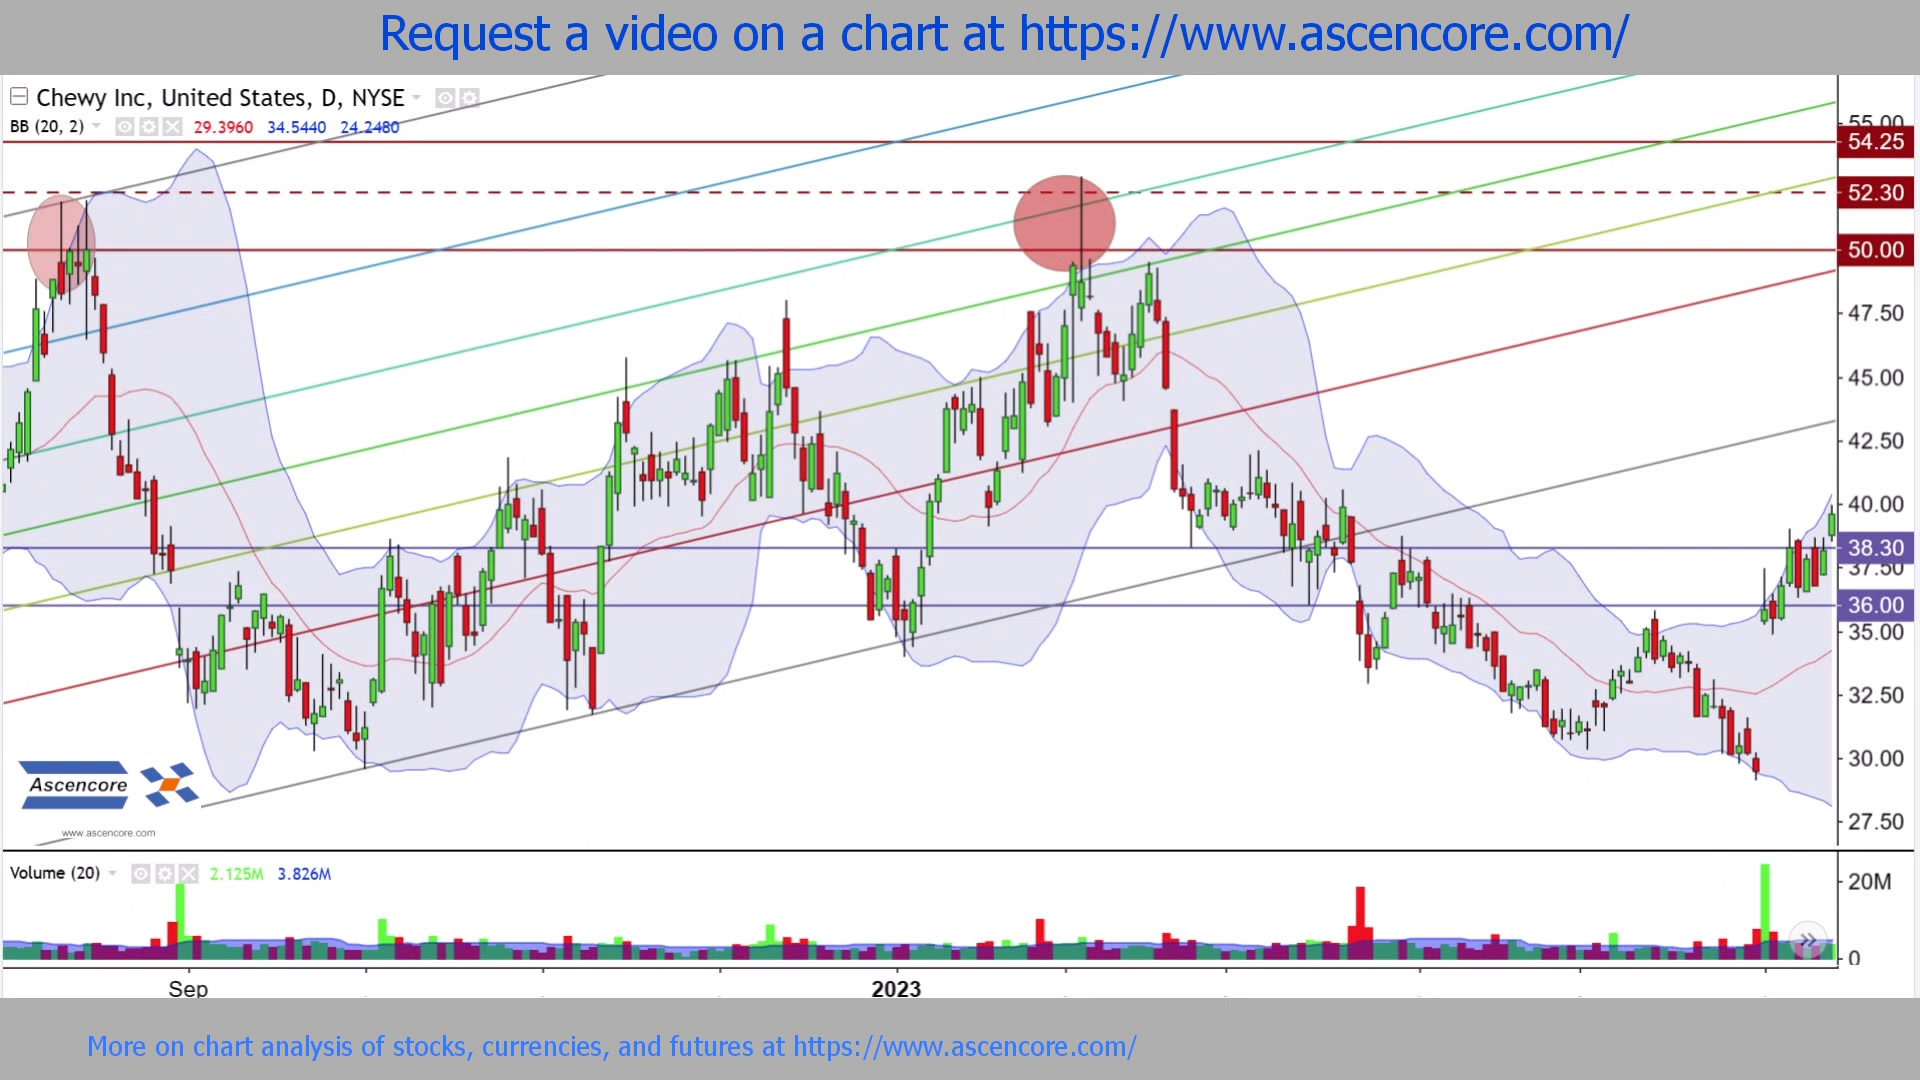 Request a video on a chart at https://www.ascencore.com/
Chewy Inc, United States, D, NYSE
BB (20, 2) 29.3960 34.5440 24.2480
55.00
54.25
52.30
50.00
47.50
45.00
42.50
40.00
38.30
37.50
36.00
35.00
32.50
30.00
27.50
Ascencore
www.ascencore.com
Volume (20) 2.125M 3.826M
20M
0
Sep 2023
More on chart analysis of stocks, currencies, and futures at https://www.ascencore.com/